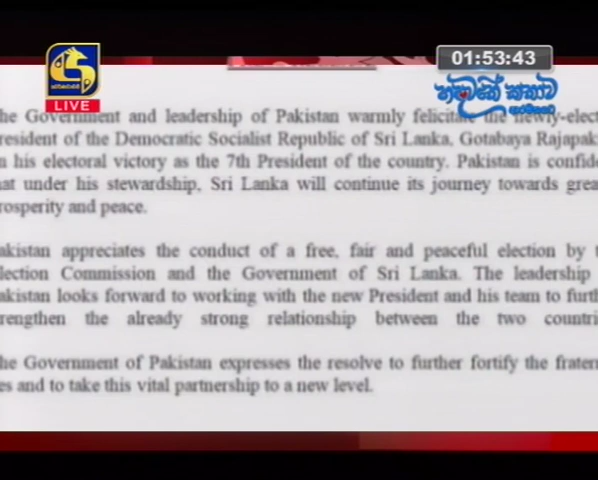 01:53:43
හදවතේ කතාව
LIVE
he Government and leadership of Pakistan warmly felicitate the newly-elect
resident of the Democratic Socialist Republic of Sri Lanka, Gotabaya Rajapak
n his electoral victory as the 7th President of the country. Pakistan is confide
hat under his stewardship, Sri Lanka will continue its journey towards great
rosperity and peace.
akistan appreciates the conduct of a free, fair and peaceful election by t
lection Commission and the Government of Sri Lanka. The leadership
akistan looks forward to working with the new President and his team to furth
rengthen the already strong relationship between the two countri
he Government of Pakistan expresses the resolve to further fortify the frater
es and to take this vital partnership to a new level.